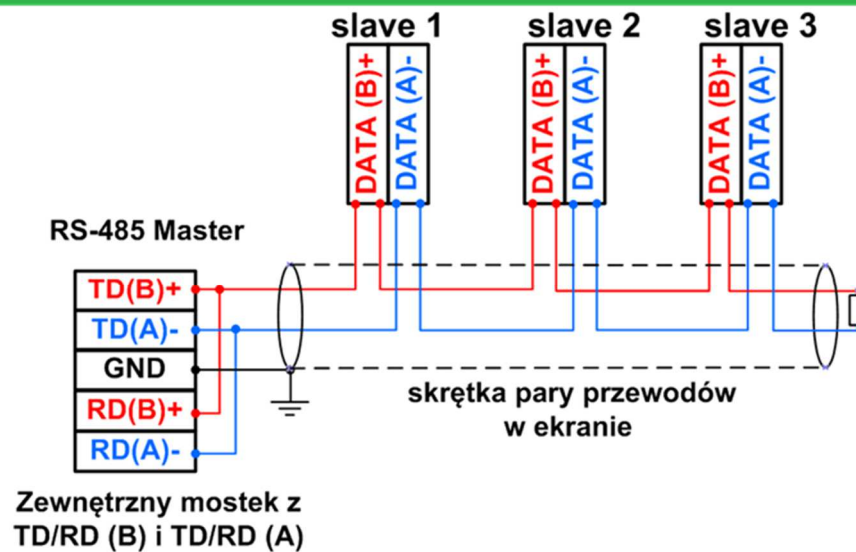 slave 1
slave 2
slave 3
DATA (B)+
DATA (A)-
DATA (B)+
DATA (A)-
DATA (B)+
DATA (A)-
RS-485 Master
TD(B)+
TD(A)-
GND
RD(B)+
RD(A)-
skrętka pary przewodów
w ekranie
Zewnętrzny mostek z
TD/RD (B) i TD/RD (A)